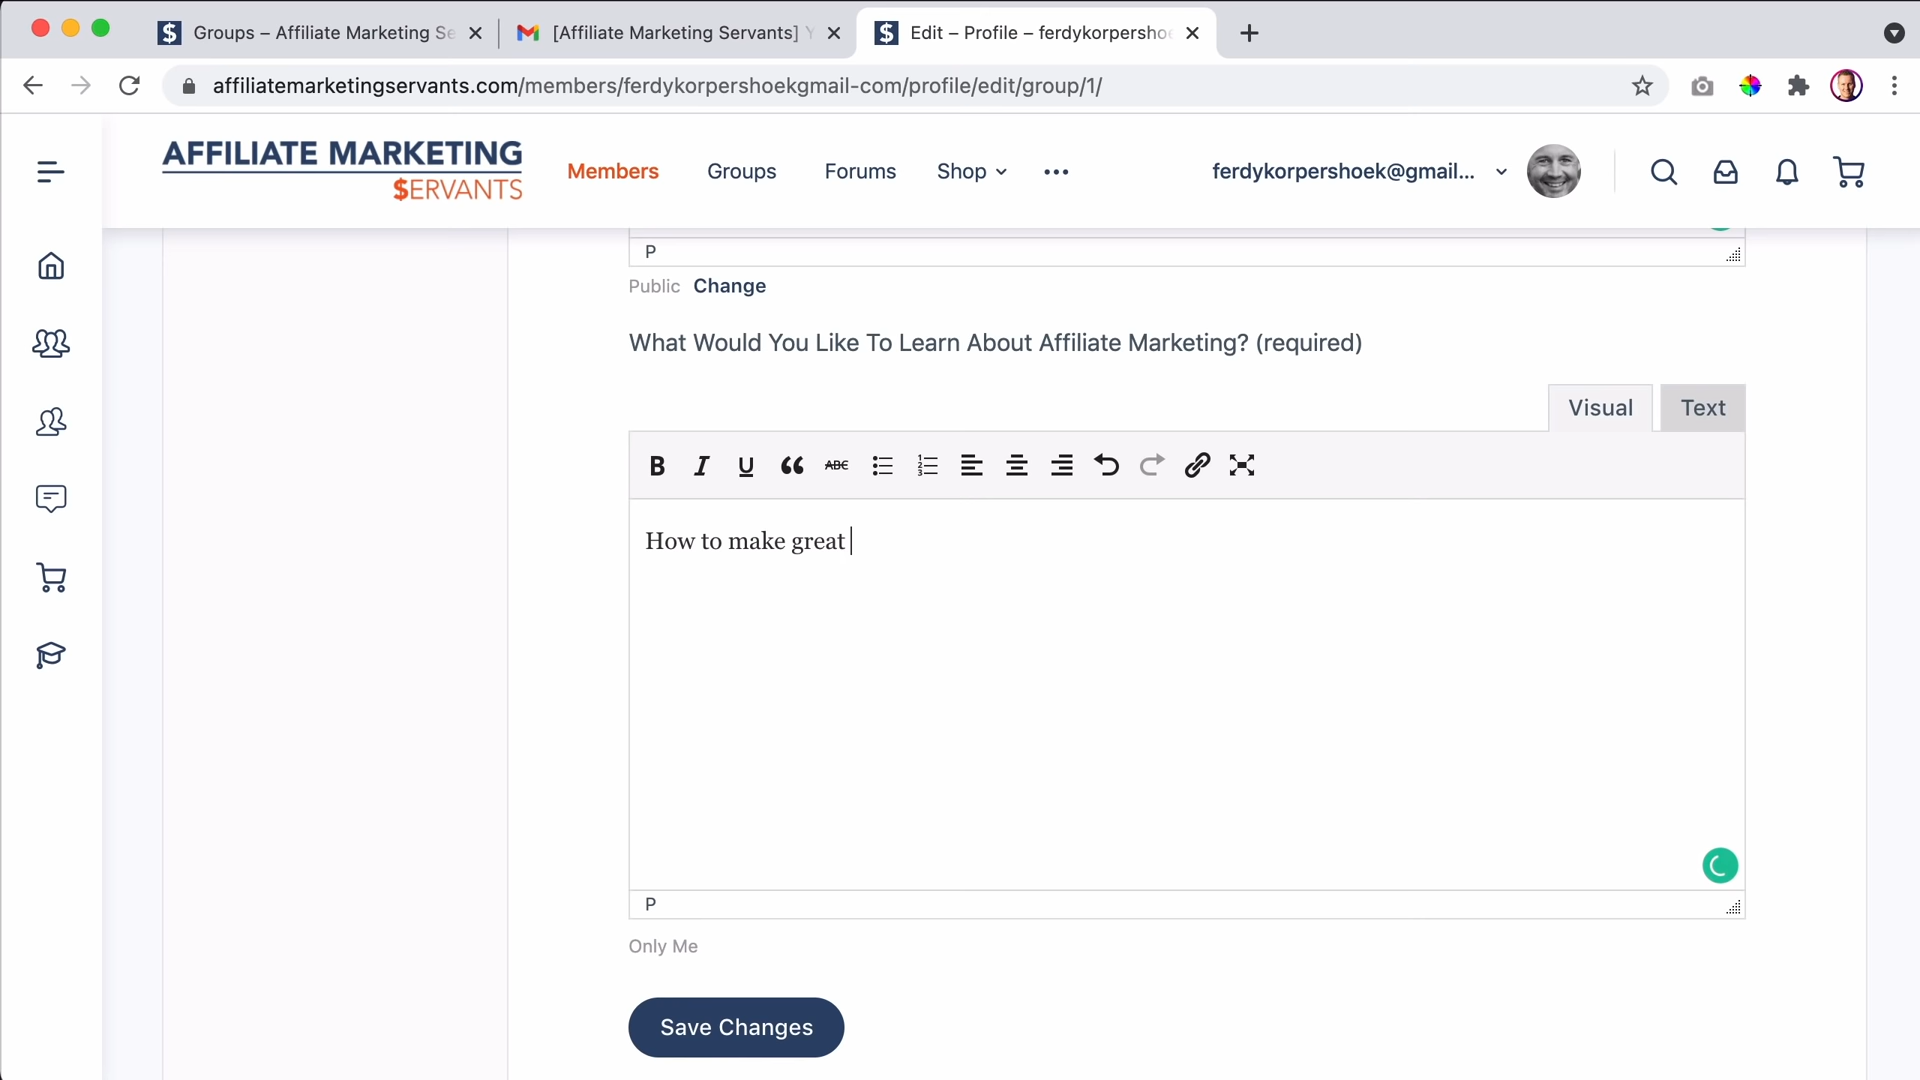 Groups – Affiliate Marketing Se
[Affiliate Marketing Servants] Y
Edit – Profile – ferdykorpersho
affiliatemarketingservants.com/members/ferdykorpershoekgmail-com/profile/edit/group/1/
AFFILIATE MARKETING
$ERVANTS
Members
Groups
Forums
Shop
ferdykorpershoek@gmail...
P
Public Change
What Would You Like To Learn About Affiliate Marketing? (required)
Visual
Text
B I U ABC
How to make great
P
Only Me
Save Changes